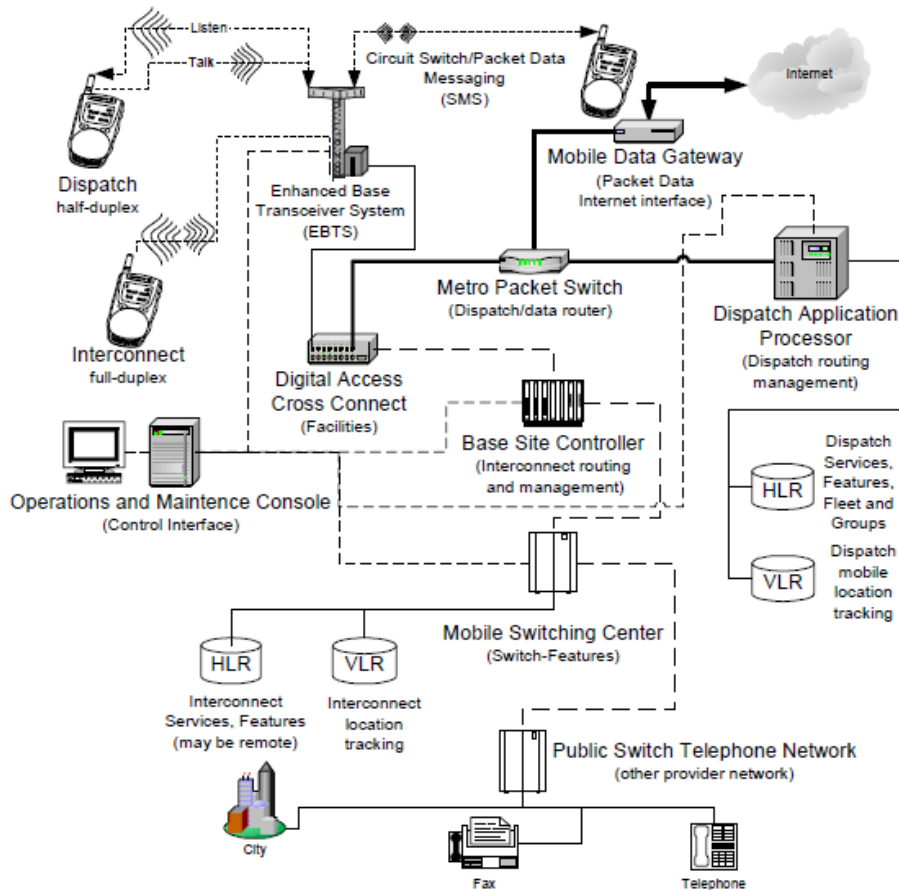 Listen
Talk
Circuit Switch/Packet Data
Messaging
(SMS)
Internet
Dispatch
half-duplex
Enhanced Base
Transceiver System
(EBTS)
Mobile Data Gateway
(Packet Data
Internet interface)
Interconnect
full-duplex
Metro Packet Switch
(Dispatch/data router)
Dispatch Application
Processor
(Dispatch routing
management)
Digital Access
Cross Connect
(Facilities)
Base Site Controller
(Interconnect routing
and management)
Operations and Maintence Console
(Control Interface)
HLR
Dispatch
Services,
Features,
Fleet and
Groups
VLR
Dispatch
mobile
location
tracking
Mobile Switching Center
(Switch-Features)
HLR
Interconnect
Services, Features
(may be remote)
VLR
Interconnect
location
tracking
Public Switch Telephone Network
(other provider network)
City
Fax
Telephone